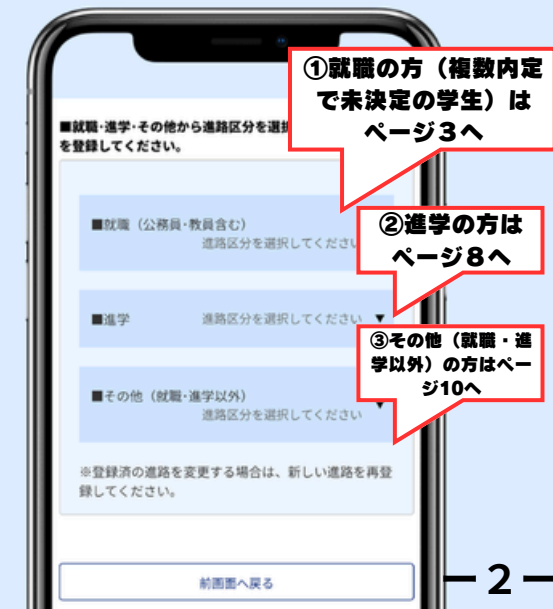 ①就職の方（複数内定
で未決定の学生）は
ページ３へ
■就職・進学・その他から進路区分を選択
を登録してください。
■就職（公務員・教員含む）
進路区分を選択してください
②進学の方は
ページ８へ
■進学 進路区分を選択してください ▼
③その他（就職・進
学以外）の方はペー
ジ10へ
■その他（就職・進学以外）
進路区分を選択してください ▼
※登録済の進路を変更する場合は、新しい進路を再登
録してください。
前画面へ戻る
ー２ー